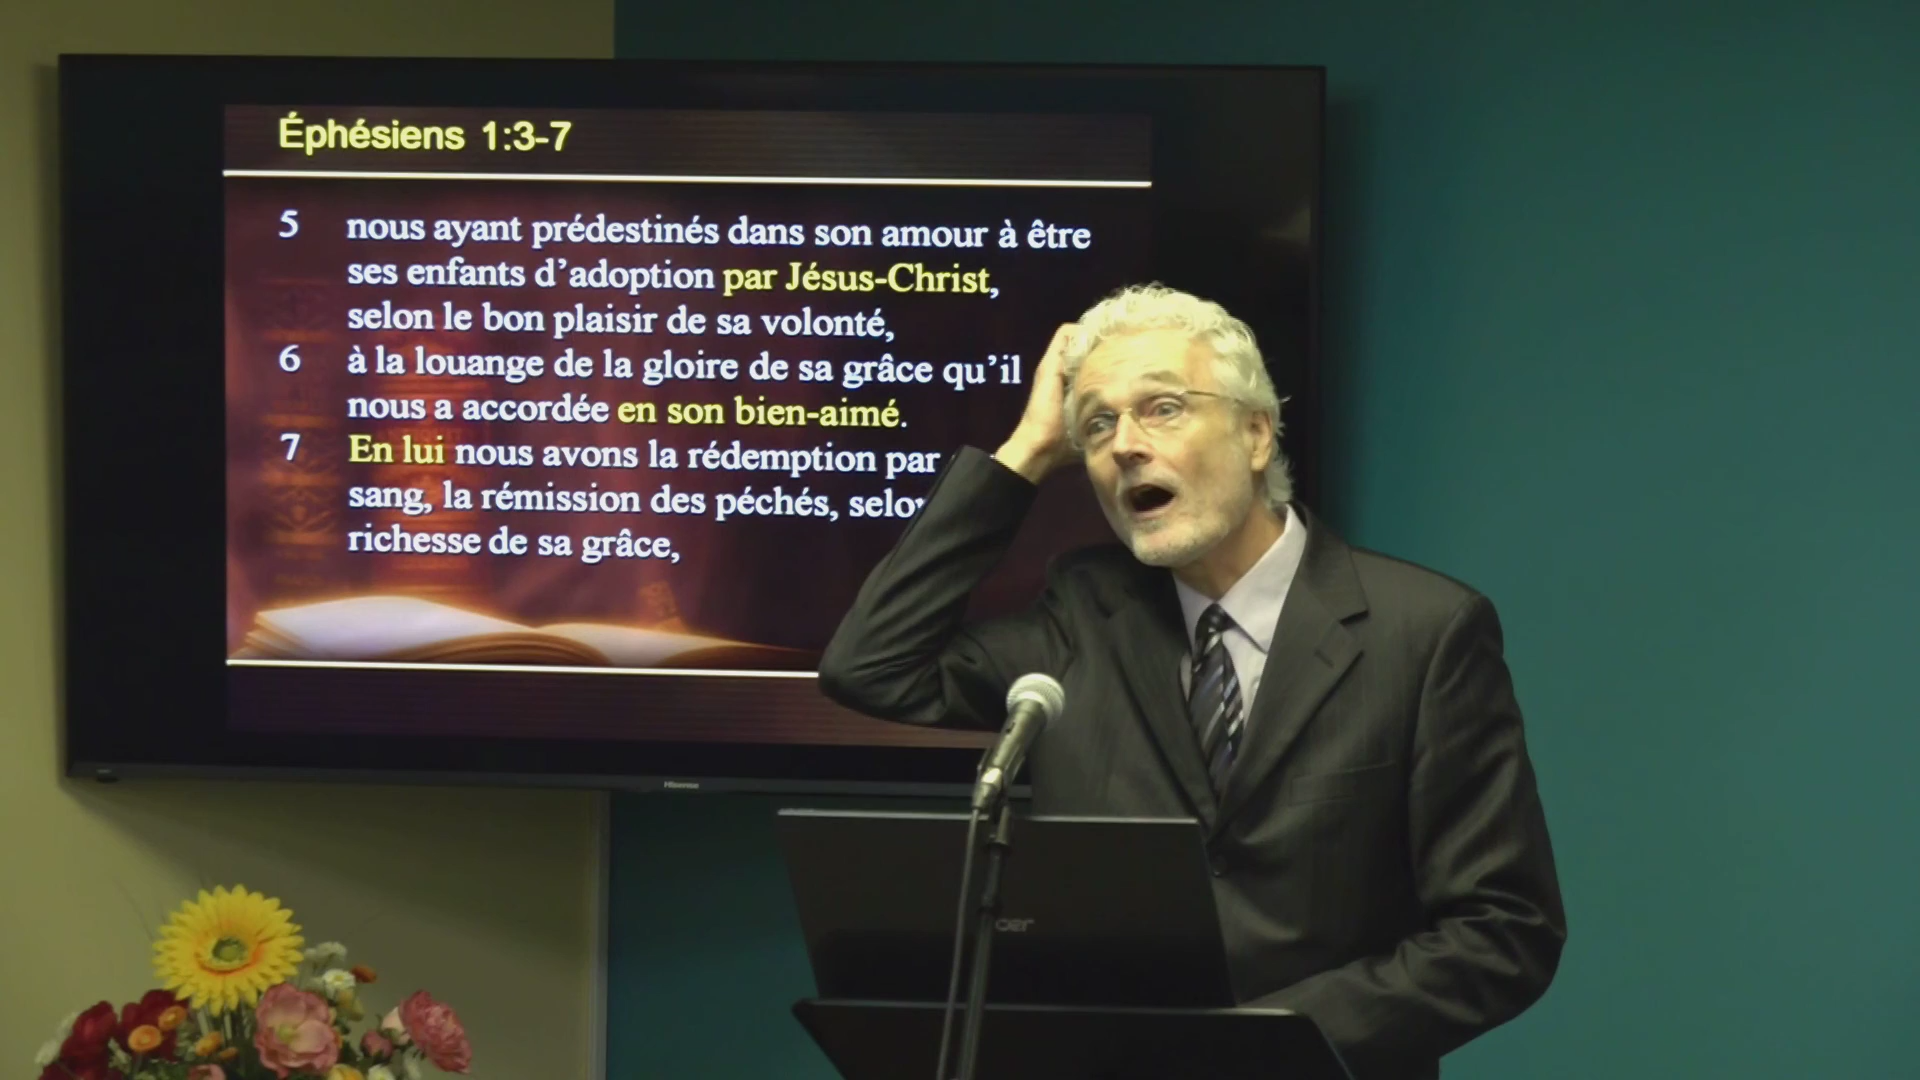 Éphésiens 1:3-7
5 nous ayant prédestinés dans son amour à être
ses enfants d’adoption par Jésus-Christ,
selon le bon plaisir de sa volonté,
6 à la louange de la gloire de sa grâce qu’il
nous a accordée en son bien-aimé.
7 En lui nous avons la rédemption par
sang, la rémission des péchés,
richesse de sa grâce,
Hisense
acer